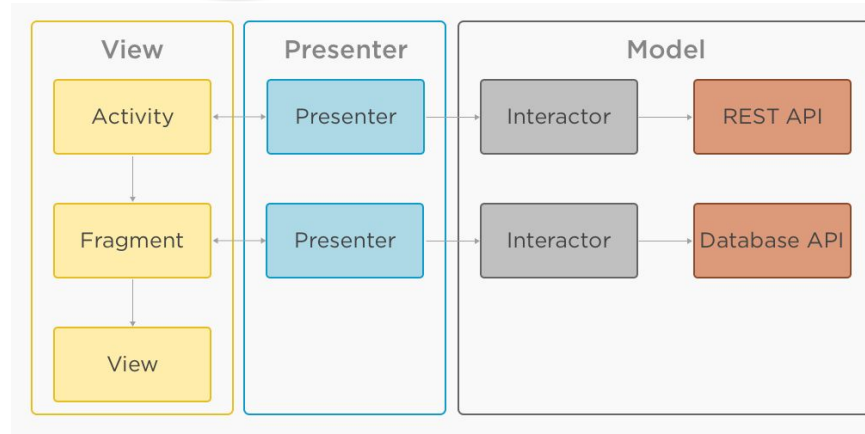 View
Presenter
Model
Activity
Presenter
Interactor
REST API
Fragment
Presenter
Interactor
Database API
View